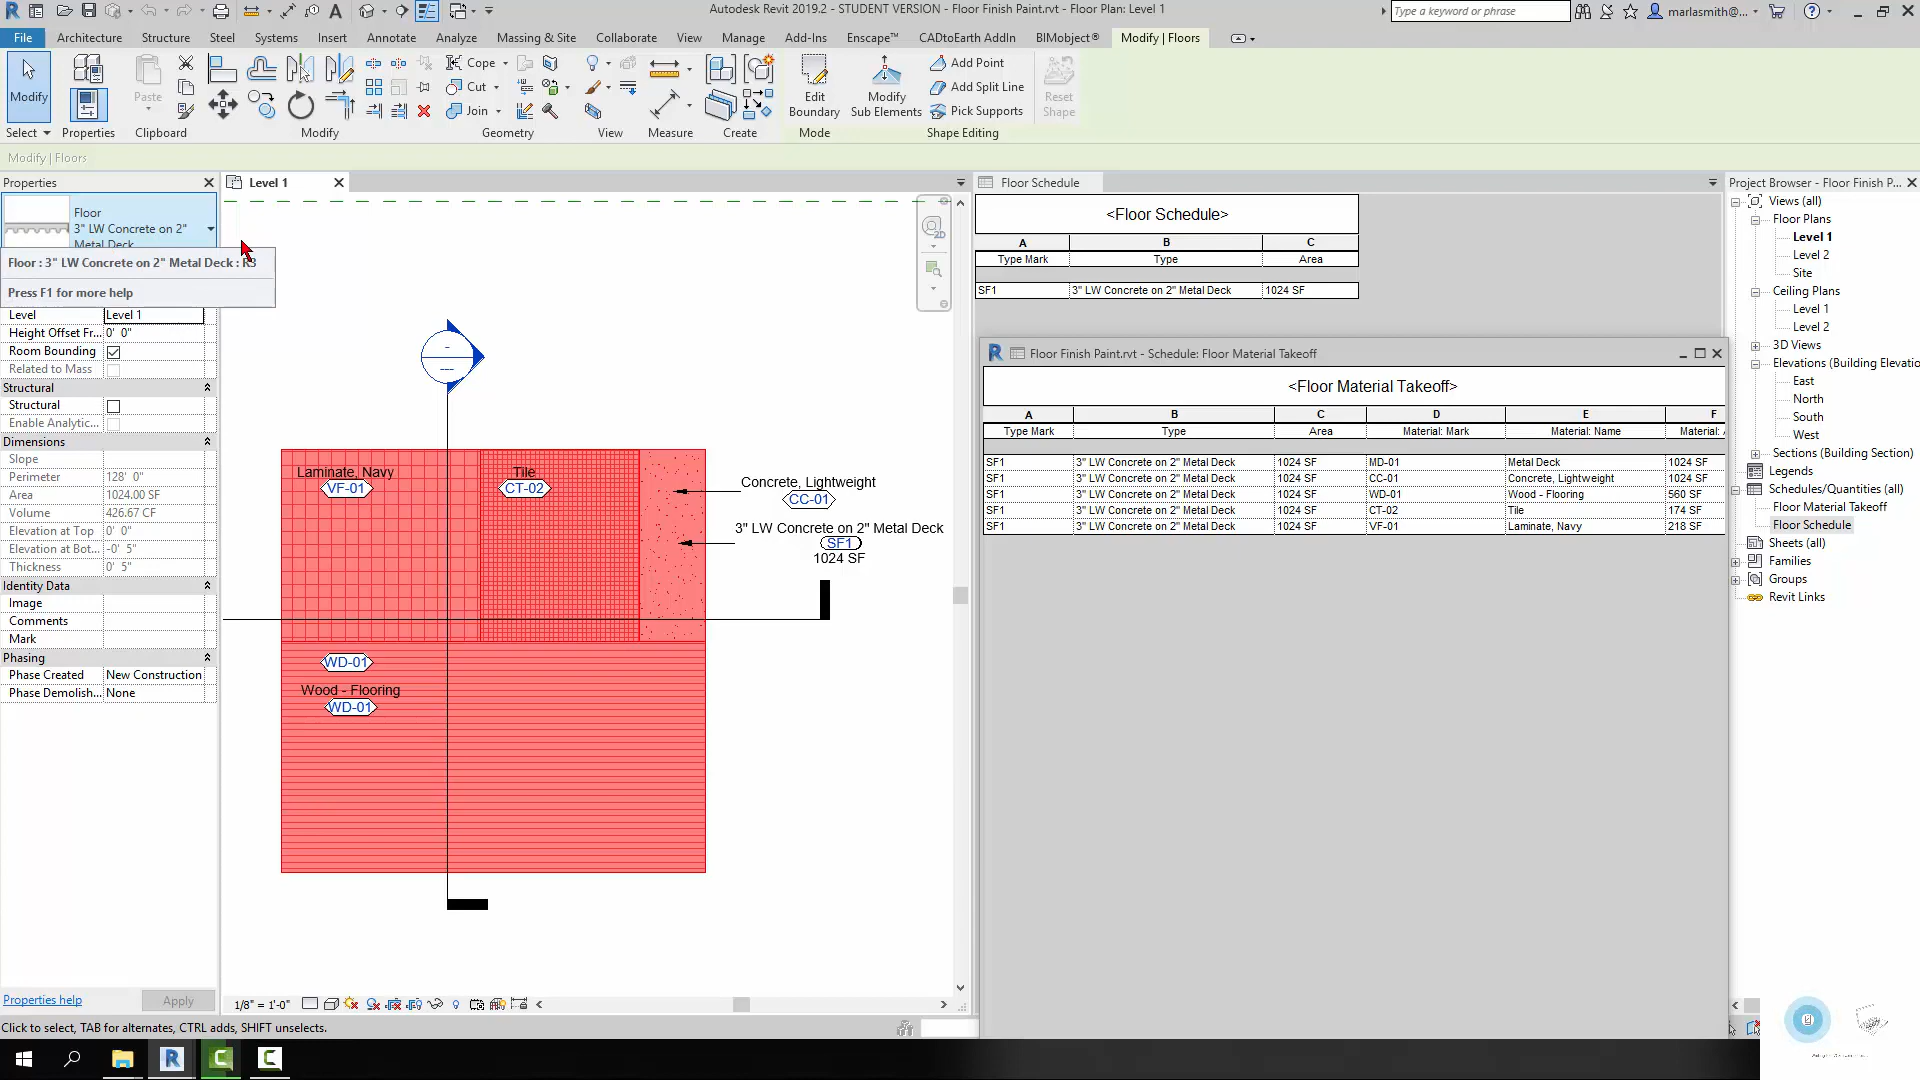 Autodesk Revit 2019.2 - STUDENT VERSION - Floor Finish Paint.rvt - Floor Plan: Level 1
Type a keyword or phrase
marlasmith@...
File Architecture Structure Steel Systems Insert Annotate Analyze Massing & Site Collaborate View Manage Add-Ins Enscape™ CADtoEarth AddIn BIMobject® Modify | Floors
Modify
Paste
Cope
Cut
Join
Edit Boundary
Modify Sub Elements
Add Point
Add Split Line
Pick Supports
Reset Shape
Select Properties Clipboard Modify Geometry View Measure Create Mode Shape Editing
Modify | Floors
Properties
Floor
3" LW Concrete on 2"
Metal Deck
Floor : 3" LW Concrete on 2" Metal Deck : R3
Press F1 for more help
Level Level 1
Height Offset Fr... 0' 0"
Room Bounding
Related to Mass
Structural
Structural
Enable Analytic...
Dimensions
Slope
Perimeter 128' 0"
Area 1024.00 SF
Volume 426.67 CF
Elevation at Top 0' 0"
Elevation at Bot... -0' 5"
Thickness 0' 5"
Identity Data
Image
Comments
Mark
Phasing
Phase Created New Construction
Phase Demolish... None
Properties help Apply
Level 1
2D
Laminate, Navy
VF-01
Tile
CT-02
Concrete, Lightweight
CC-01
3" LW Concrete on 2" Metal Deck
SF1
1024 SF
WD-01
Wood - Flooring
WD-01
1/8" = 1'-0"
Floor Schedule
<Floor Schedule>
A B C
Type Mark Type Area
SF1 3" LW Concrete on 2" Metal Deck 1024 SF
Floor Finish Paint.rvt - Schedule: Floor Material Takeoff
<Floor Material Takeoff>
A B C D E F
Type Mark Type Area Material: Mark Material: Name Material:
SF1 3" LW Concrete on 2" Metal Deck 1024 SF MD-01 Metal Deck 1024 SF
SF1 3" LW Concrete on 2" Metal Deck 1024 SF CC-01 Concrete, Lightweight 1024 SF
SF1 3" LW Concrete on 2" Metal Deck 1024 SF WD-01 Wood - Flooring 560 SF
SF1 3" LW Concrete on 2" Metal Deck 1024 SF CT-02 Tile 174 SF
SF1 3" LW Concrete on 2" Metal Deck 1024 SF VF-01 Laminate, Navy 218 SF
Project Browser - Floor Finish P...
Views (all)
Floor Plans
Level 1
Level 2
Site
Ceiling Plans
Level 1
Level 2
3D Views
Elevations (Building Elevatio
East
North
South
West
Sections (Building Section)
Legends
Schedules/Quantities (all)
Floor Material Takeoff
Floor Schedule
Sheets (all)
Families
Groups
Revit Links
Click to select, TAB for alternates, CTRL adds, SHIFT unselects.